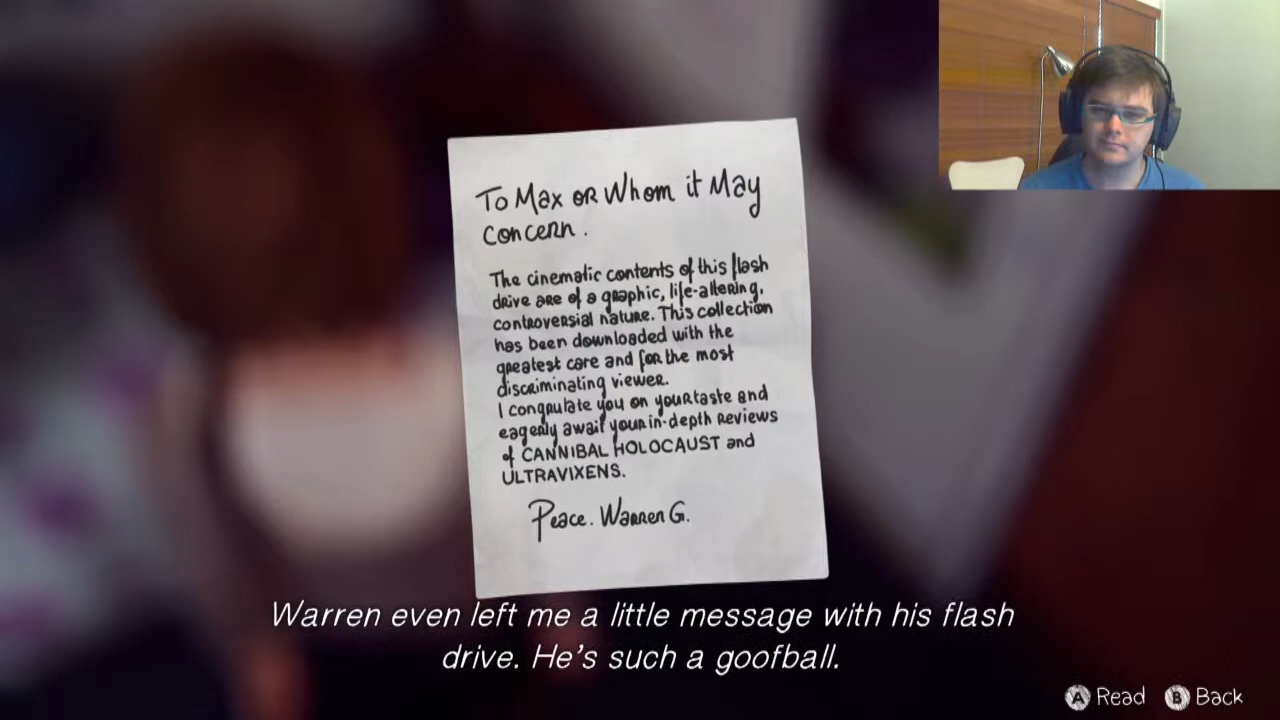 To Max or Whom it May
Concern.
The cinematic contents of this flash
drive are of a graphic, life-altering,
controversial nature. This collection
has been downloaded with the
greatest care and for the most
discriminating viewer.
I congrulate you on your taste and
eagerly await your in-depth reviews
of CANNIBAL HOLOCAUST and
ULTRAVIXENS.
Peace. Warren G.
Warren even left me a little message with his flash
drive. He's such a goofball.
A Read B Back